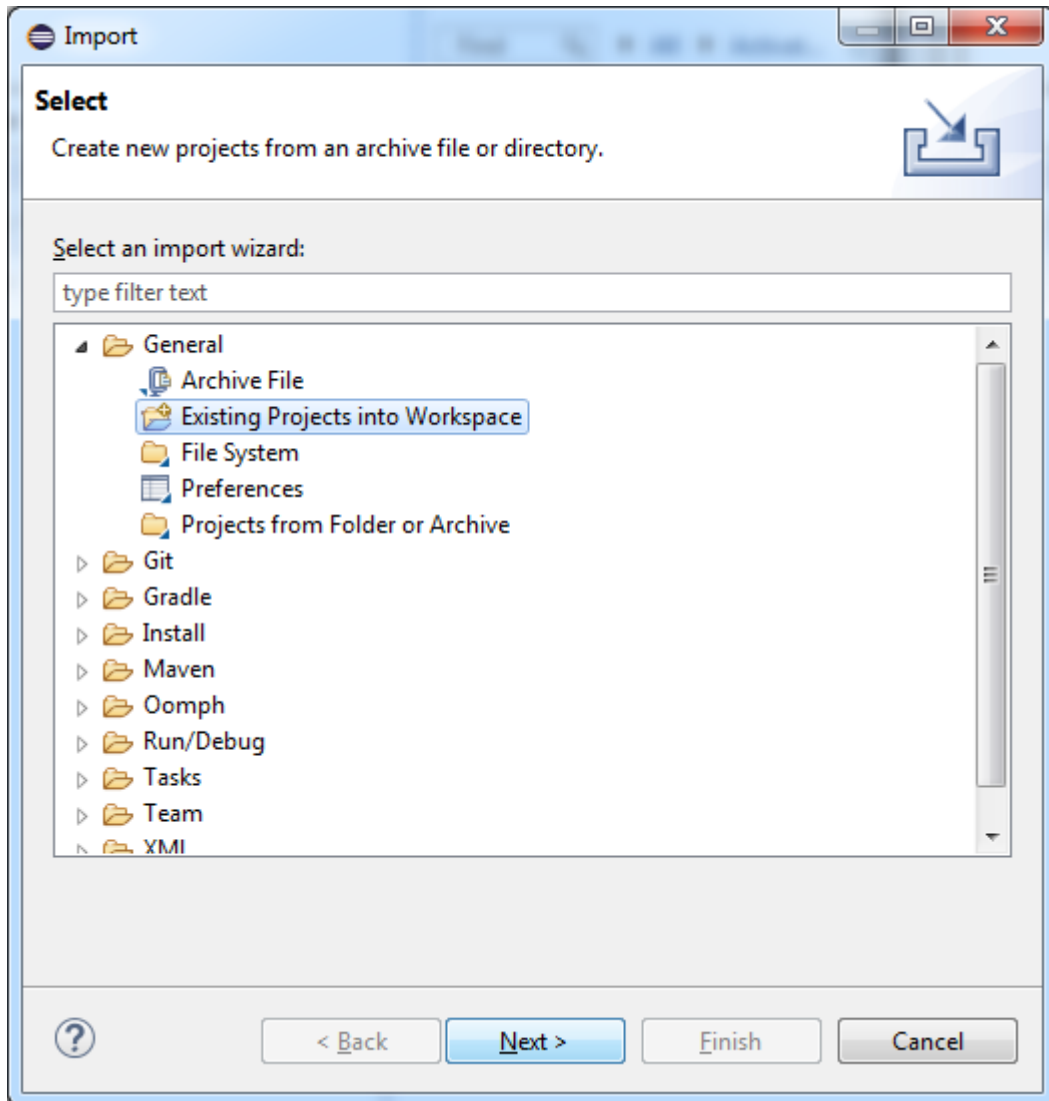 Import
Select
Create new projects from an archive file or directory.
Select an import wizard:
type filter text
General
Archive File
Existing Projects into Workspace
File System
Preferences
Projects from Folder or Archive
Git
Gradle
Install
Maven
Oomph
Run/Debug
Tasks
Team
XML
< Back Next > Finish Cancel